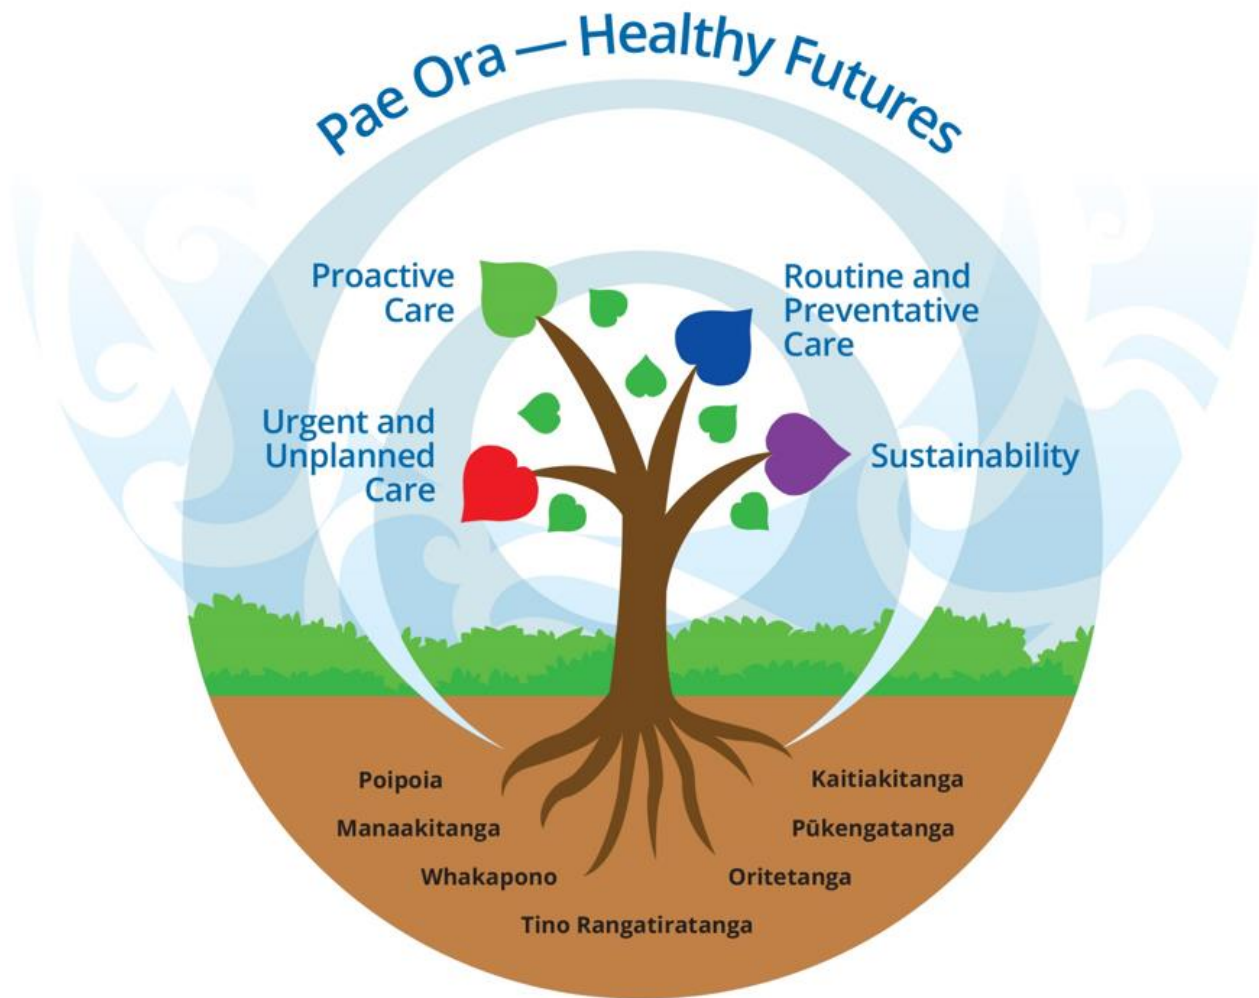 Pae Ora — Healthy Futures
Proactive
Care
Routine and
Preventative
Care
Urgent and
Unplanned
Care
Sustainability
Poipoia
Kaitiakitanga
Manaakitanga
Pūkengatanga
Whakapono
Oritetanga
Tino Rangatiratanga